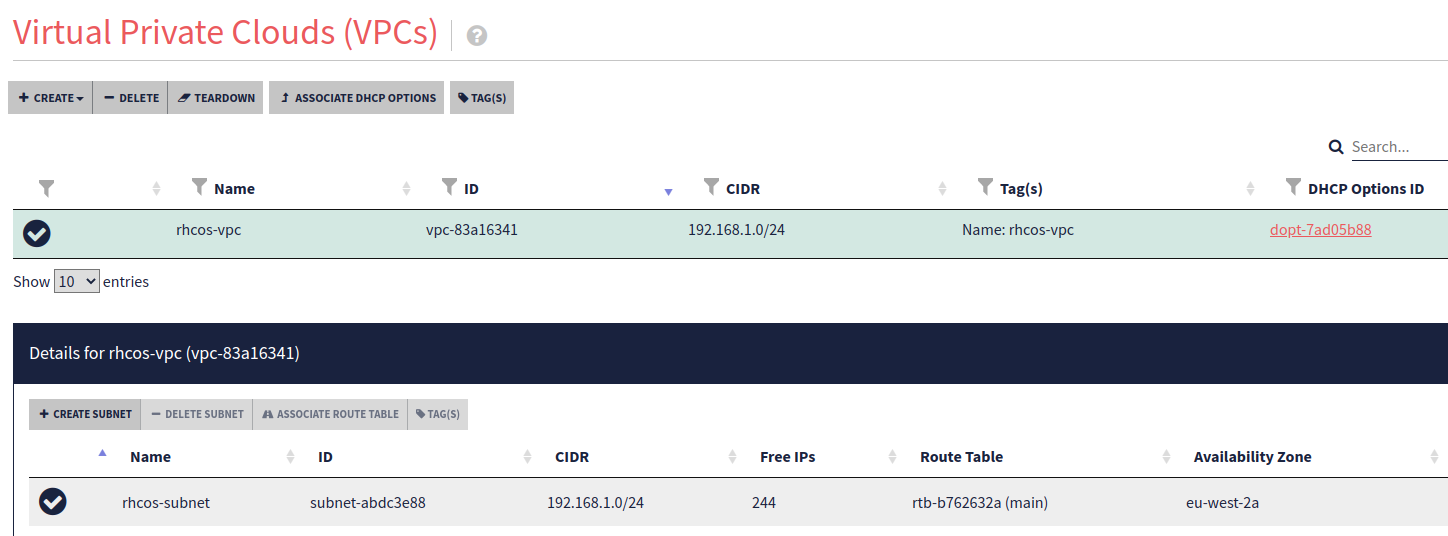 Virtual Private Clouds (VPCs) ?
CREATE DELETE TEARDOWN ASSOCIATE DHCP OPTIONS TAG(S)
Search...
Name ID CIDR Tag(s) DHCP Options ID
rhcos-vpc vpc-83a16341 192.168.1.0/24 Name: rhcos-vpc dopt-7ad05b88
Show 10 entries
Details for rhcos-vpc (vpc-83a16341)
CREATE SUBNET DELETE SUBNET ASSOCIATE ROUTE TABLE TAG(S)
Name ID CIDR Free IPs Route Table Availability Zone
rhcos-subnet subnet-abdc3e88 192.168.1.0/24 244 rtb-b762632a (main) eu-west-2a